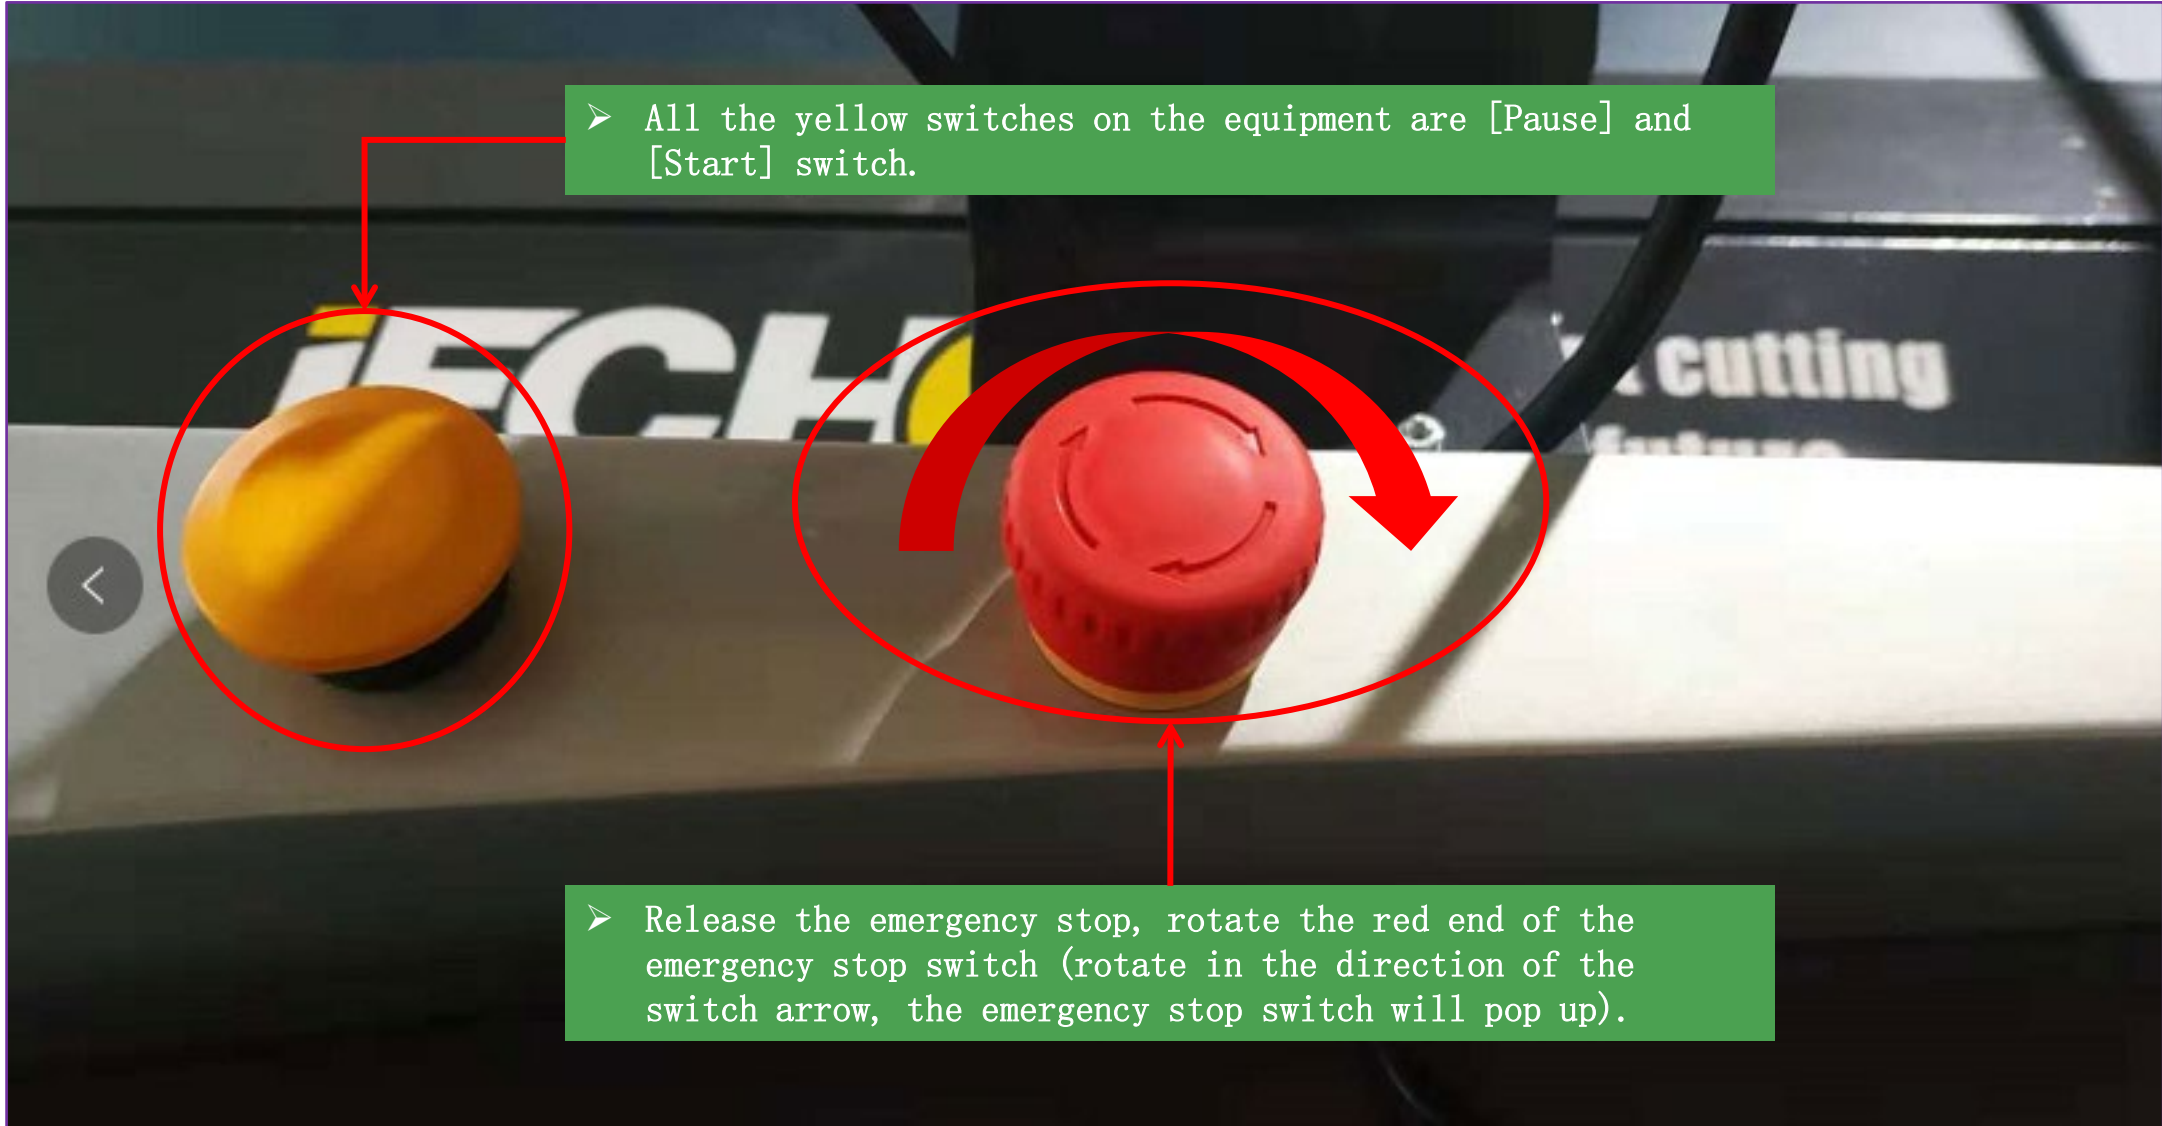 ➢ All the yellow switches on the equipment are [Pause] and
[Start] switch.
iECH
cutting
future
➢ Release the emergency stop, rotate the red end of the
emergency stop switch (rotate in the direction of the
switch arrow, the emergency stop switch will pop up).